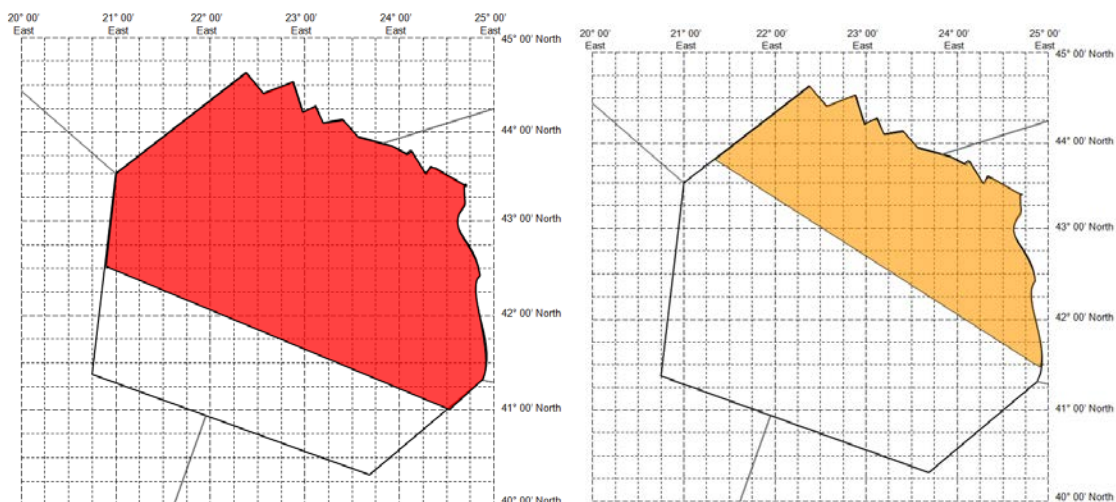 20° 00'
East
21° 00'
East
22° 00'
East
23° 00'
East
24° 00'
East
25° 00'
East
45° 00' North
44° 00' North
43° 00' North
42° 00' North
41° 00' North
40° 00' North
20° 00'
East
21° 00'
East
22° 00'
East
23° 00'
East
24° 00'
East
25° 00'
East
45° 00' North
44° 00' North
43° 00' North
42° 00' North
41° 00' North
40° 00' North